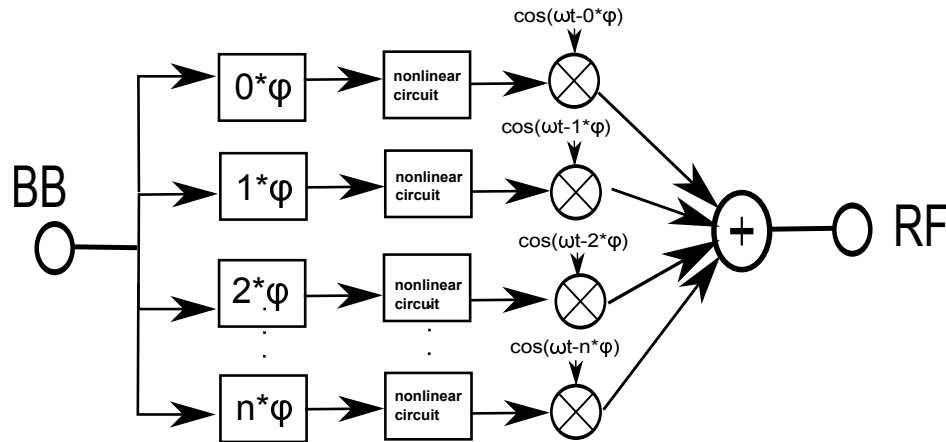 cos(ωt-0*φ)
0*φ
nonlinear
circuit
cos(ωt-1*φ)
1*φ
nonlinear
circuit
BB
RF
+
cos(ωt-2*φ)
2*φ
nonlinear
circuit
cos(ωt-n*φ)
n*φ
nonlinear
circuit